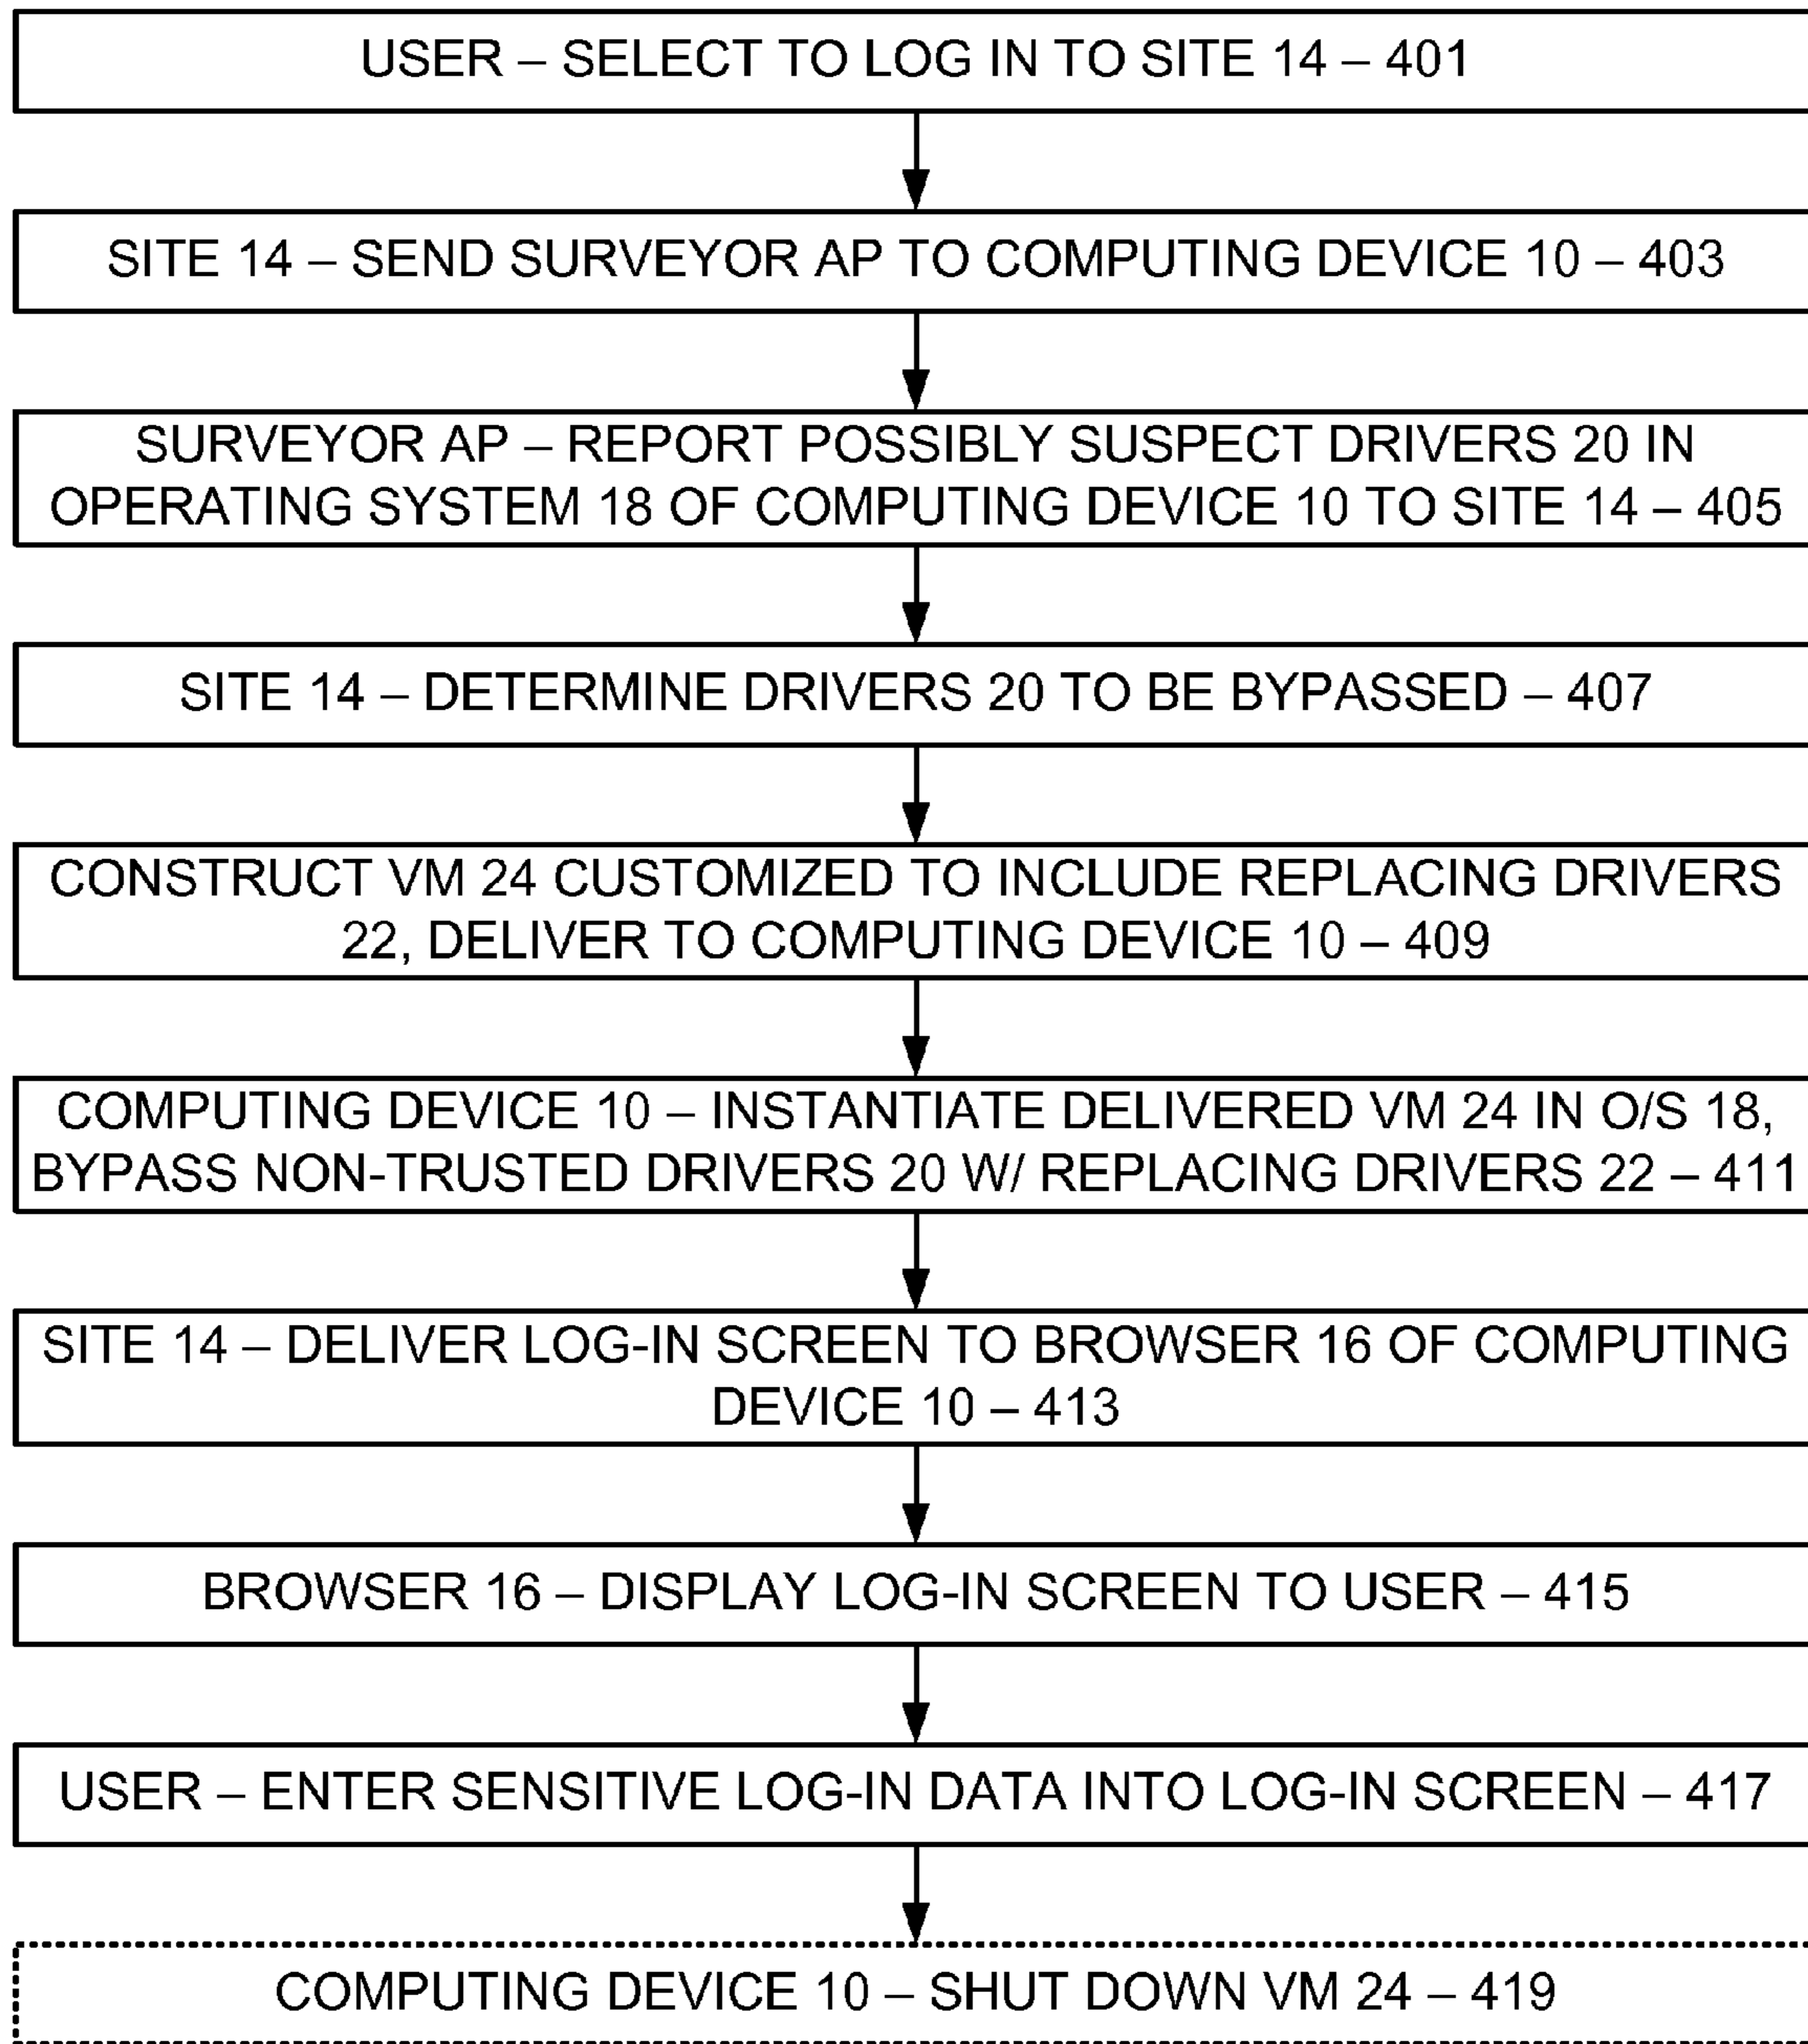 USER – SELECT TO LOG IN TO SITE 14 – 401
SITE 14 – SEND SURVEYOR AP TO COMPUTING DEVICE 10 – 403
SURVEYOR AP – REPORT POSSIBLY SUSPECT DRIVERS 20 IN
OPERATING SYSTEM 18 OF COMPUTING DEVICE 10 TO SITE 14 – 405
SITE 14 – DETERMINE DRIVERS 20 TO BE BYPASSED – 407
CONSTRUCT VM 24 CUSTOMIZED TO INCLUDE REPLACING DRIVERS
22, DELIVER TO COMPUTING DEVICE 10 – 409
COMPUTING DEVICE 10 – INSTANTIATE DELIVERED VM 24 IN O/S 18,
BYPASS NON-TRUSTED DRIVERS 20 W/ REPLACING DRIVERS 22 – 411
SITE 14 – DELIVER LOG-IN SCREEN TO BROWSER 16 OF COMPUTING
DEVICE 10 – 413
BROWSER 16 – DISPLAY LOG-IN SCREEN TO USER – 415
USER – ENTER SENSITIVE LOG-IN DATA INTO LOG-IN SCREEN – 417
COMPUTING DEVICE 10 – SHUT DOWN VM 24 – 419